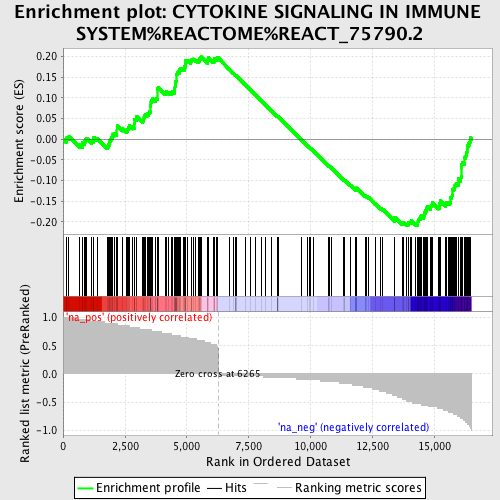 Enrichment plot: CYTOKINE SIGNALING IN IMMUNE
SYSTEM%REACTOME%REACT_75790.2
Enrichment score (ES)
0.20
0.15
0.10
0.05
0.00
-0.05
-0.10
-0.15
-0.20
Ranked list metric (PreRanked)
1.0
0.5
0.0
-0.5
-1.0
'na_pos' (positively correlated)
Zero cross at 6265
'na_neg' (negatively correlated)
0 2,500 5,000 7,500 10,000 12,500 15,000
Rank in Ordered Dataset
Enrichment profile Hits Ranking metric scores